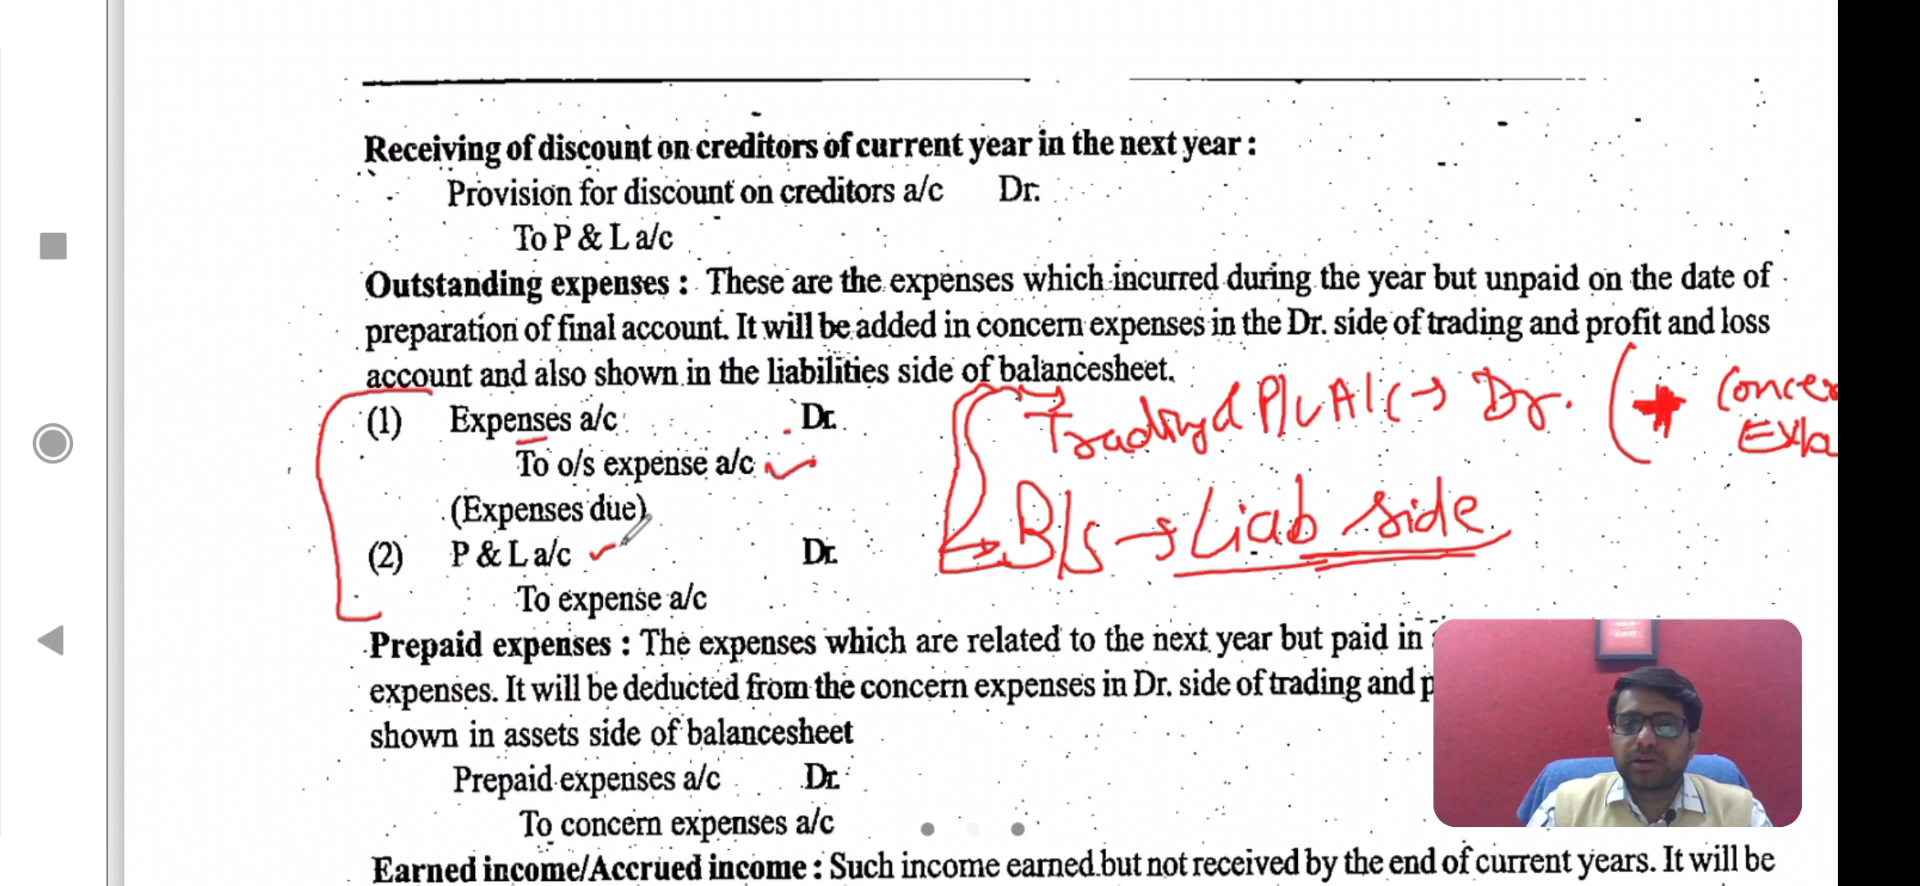 Receiving of discount on creditors of current year in the next year :
Provision for discount on creditors a/c Dr.
To P & L a/c
Outstanding expenses : These are the expenses which incurred during the year but unpaid on the date of
preparation of final account. It will be added in concern expenses in the Dr. side of trading and profit and loss
account and also shown in the liabilities side of balancesheet.
(1) Expenses a/c Dr.
To o/s expense a/c
(Expenses due)
(2) P & L a/c Dr.
To expense a/c
Trading & P/L A/c → Dr. (+ Concer
B/s → Liab side
Prepaid expenses : The expenses which are related to the next year but paid in
expenses. It will be deducted from the concern expenses in Dr. side of trading and p
shown in assets side of balancesheet
Prepaid expenses a/c Dr.
To concern expenses a/c
Earned income/Accrued income : Such income earned but not received by the end of current years. It will be